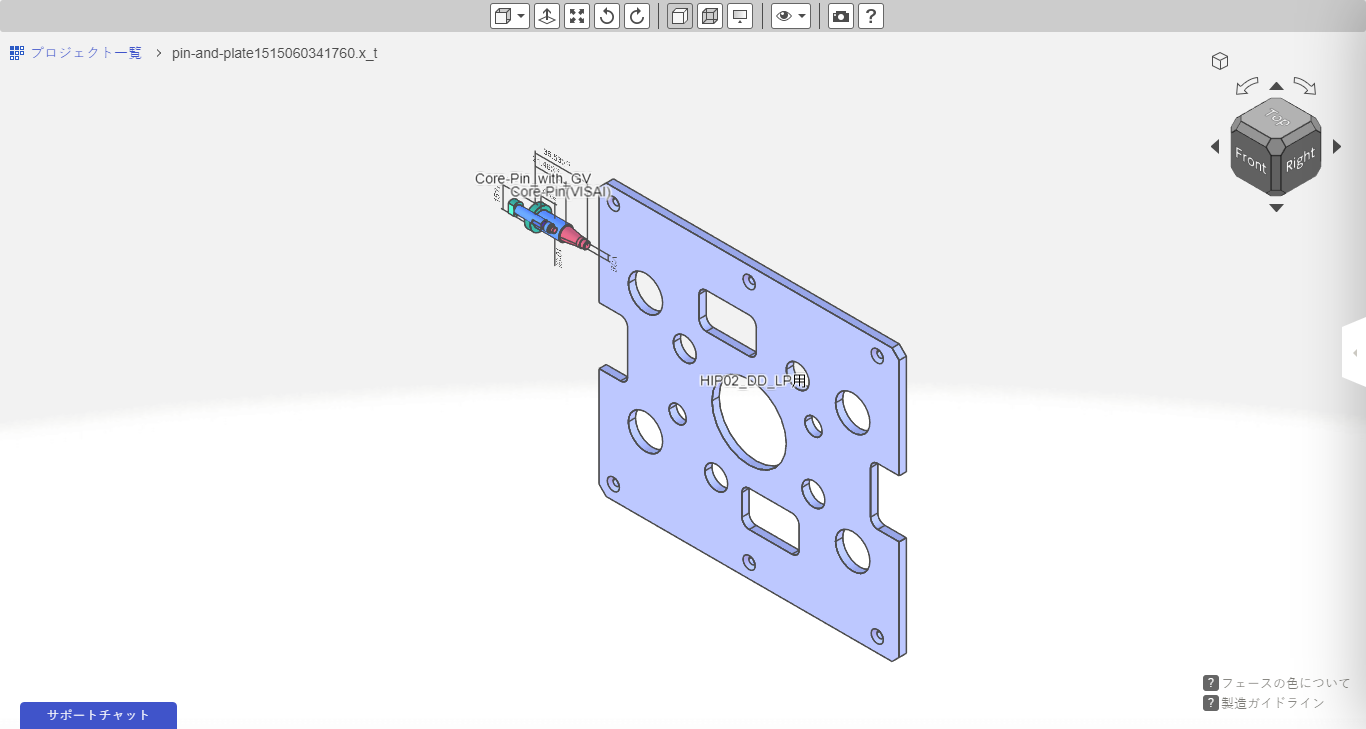 ?
プロジェクト一覧 > pin-and-plate1515060341760.x_t
Top
Front
Right
Core-Pin_with_GV
Core-Pin(VISAI)
HIP02_DD_LP用
? フェースの色について
? 製造ガイドライン
サポートチャット